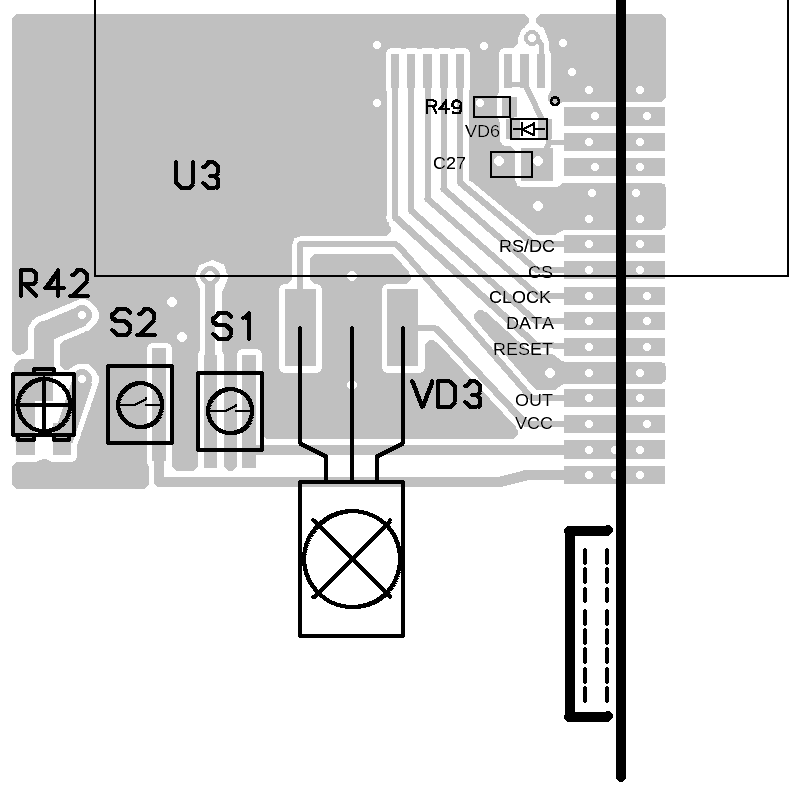 R49
VD6
C27
U3
RS/DC
CS
R42
CLOCK
S2
S1
DATA
RESET
VD3
OUT
VCC